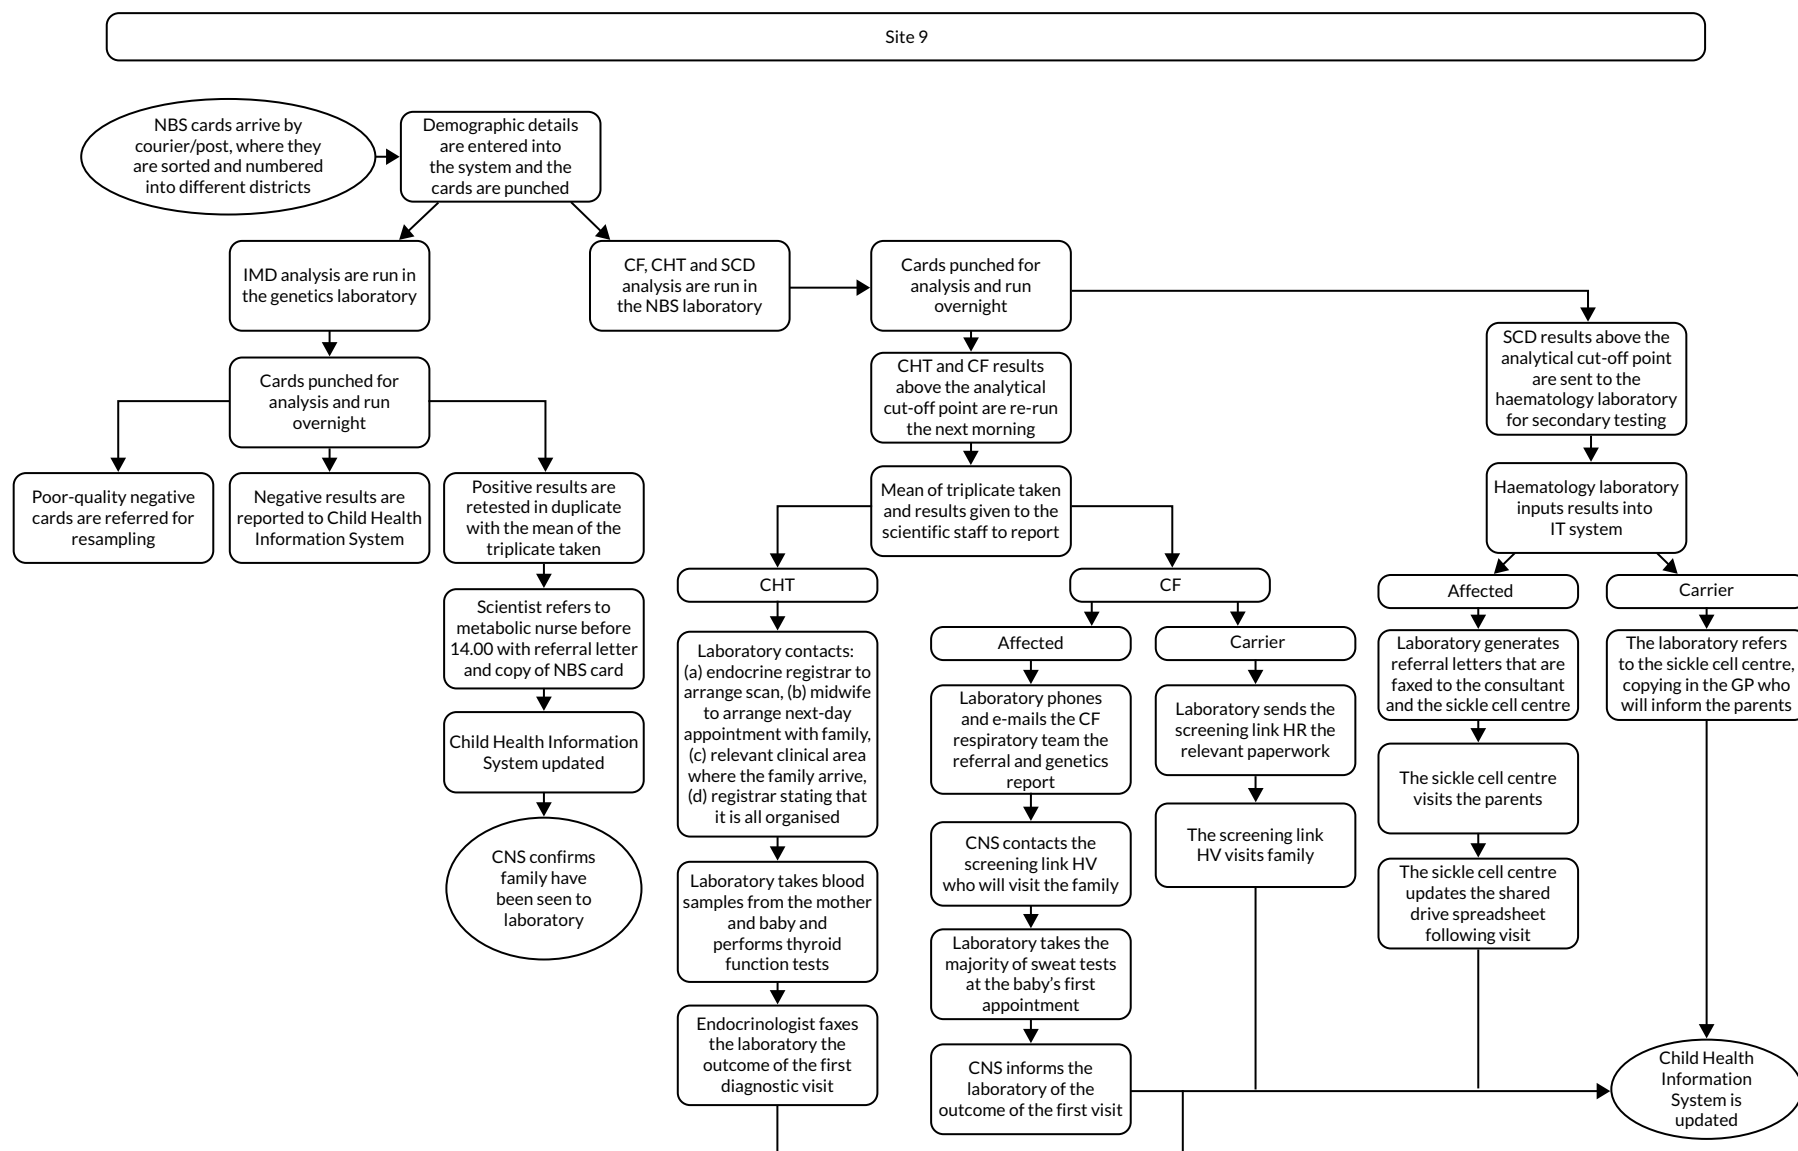 Site 9
NBS cards arrive by
courier/post, where they
are sorted and numbered
into different districts
Demographic details
are entered into
the system and the
cards are punched
IMD analysis are run in
the genetics laboratory
CF, CHT and SCD
analysis are run in
the NBS laboratory
Cards punched for
analysis and run
overnight
SCD results above the
analytical cut-off point
are sent to the
haematology laboratory
for secondary testing
Cards punched for
analysis and run
overnight
CHT and CF results
above the analytical
cut-off point are re-run
the next morning
Poor-quality negative
cards are referred for
resampling
Negative results are
reported to Child Health
Information System
Positive results are
retested in duplicate
with the mean of the
triplicate taken
Mean of triplicate taken
and results given to the
scientific staff to report
Haematology laboratory
inputs results into
IT system
Scientist refers to
metabolic nurse before
14.00 with referral letter
and copy of NBS card
Child Health Information
System updated
CNS confirms
family have
been seen to
laboratory
CHT
Laboratory contacts:
(a) endocrine registrar to
arrange scan, (b) midwife
to arrange next-day
appointment with family,
(c) relevant clinical area
where the family arrive,
(d) registrar stating that
it is all organised
Laboratory takes blood
samples from the mother
and baby and
performs thyroid
function tests
Endocrinologist faxes
the laboratory the
outcome of the first
diagnostic visit
CF
Affected
Laboratory phones
and e-mails the CF
respiratory team the
referral and genetics
report
CNS contacts the
screening link HV
who will visit the family
Laboratory takes the
majority of sweat tests
at the baby's first
appointment
CNS informs the
laboratory of the
outcome of the first visit
Carrier
Laboratory sends the
screening link HR the
relevant paperwork
The screening link
HV visits family
Affected
Laboratory generates
referral letters that are
faxed to the consultant
and the sickle cell centre
The sickle cell centre
visits the parents
The sickle cell centre
updates the shared
drive spreadsheet
following visit
Carrier
The laboratory refers
to the sickle cell centre,
copying in the GP who
will inform the parents
Child Health
Information
System is
updated